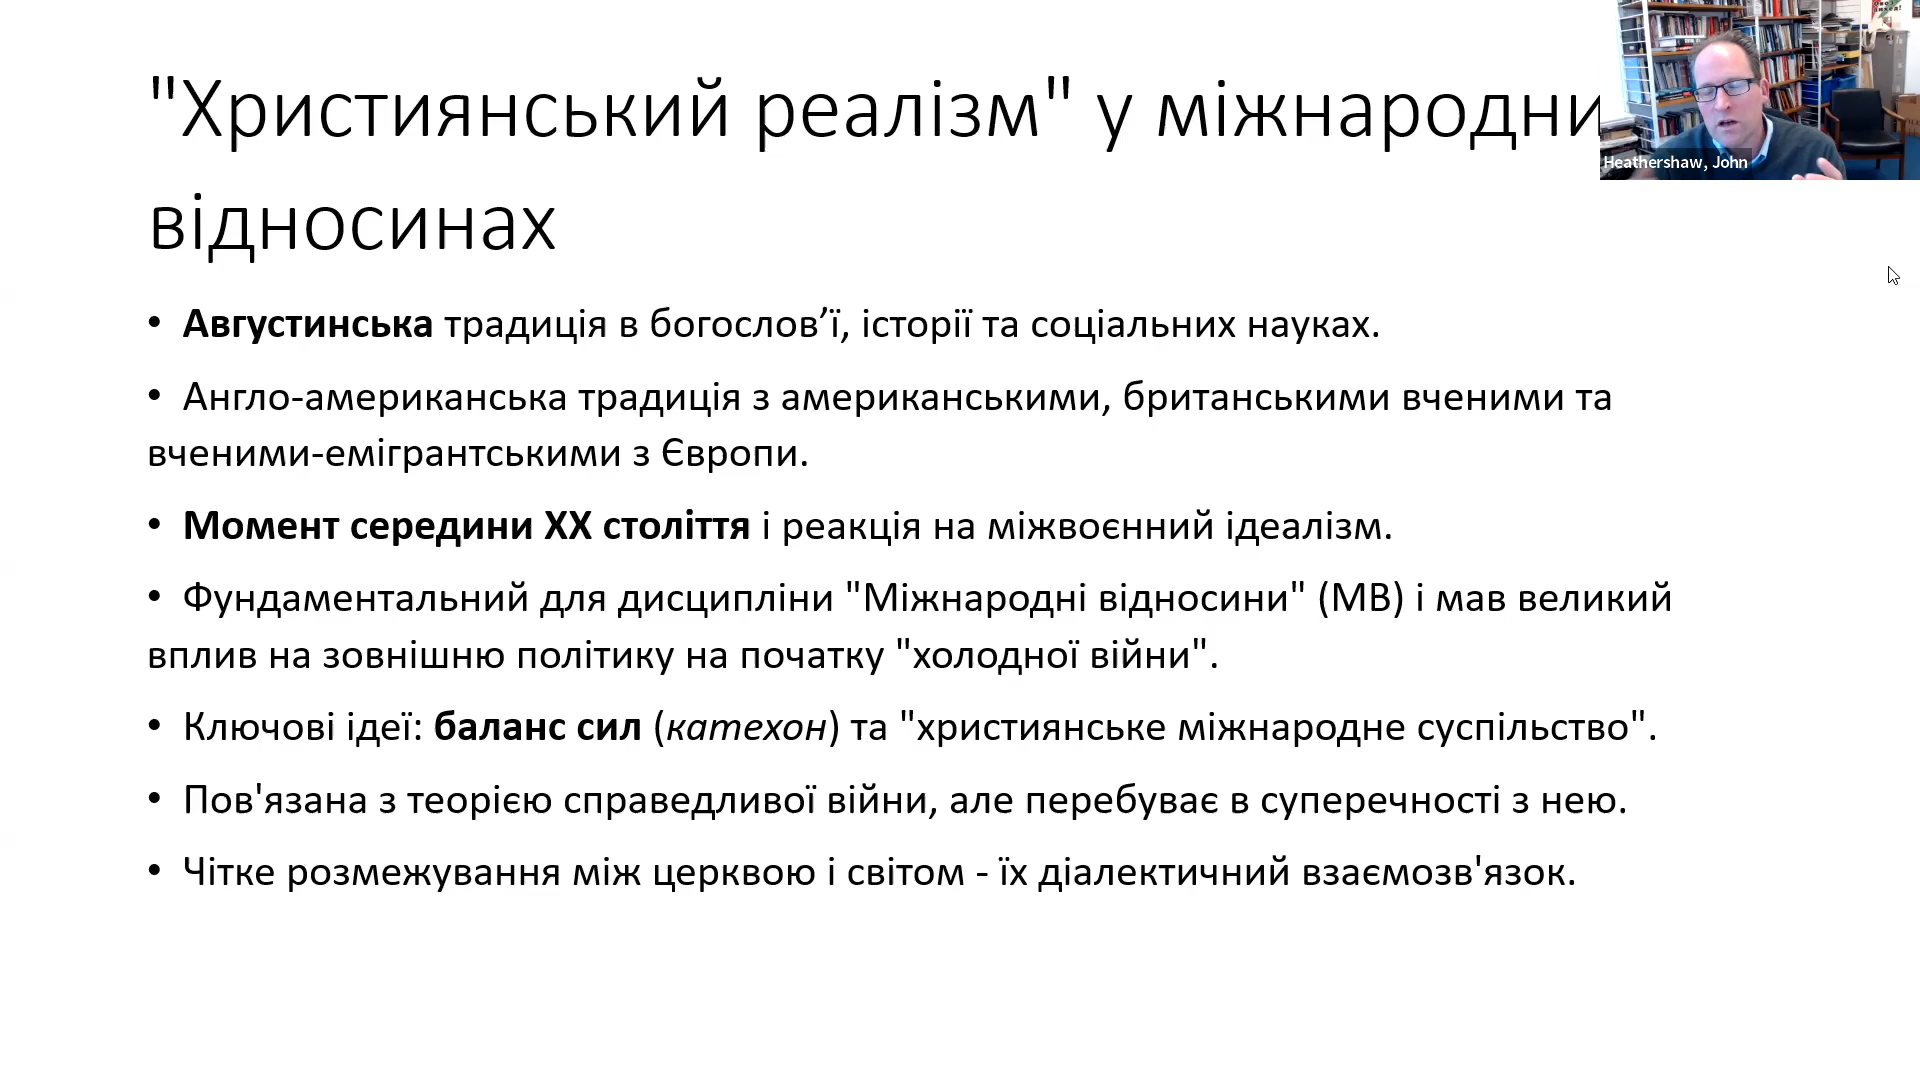 "Християнський реалізм" у міжнародни
відносинах
Heathershaw, John
• Августинська традиція в богослов’ї, історії та соціальних науках.
• Англо-американська традиція з американськими, британськими вченими та
вченими-емігрантськими з Європи.
• Момент середини XX століття і реакція на міжвоєнний ідеалізм.
• Фундаментальний для дисципліни "Міжнародні відносини" (МВ) і мав великий
вплив на зовнішню політику на початку "холодної війни".
• Ключові ідеї: баланс сил (катехон) та "християнське міжнародне суспільство".
• Пов'язана з теорією справедливої війни, але перебуває в суперечності з нею.
• Чітке розмежування між церквою і світом - їх діалектичний взаємозв'язок.